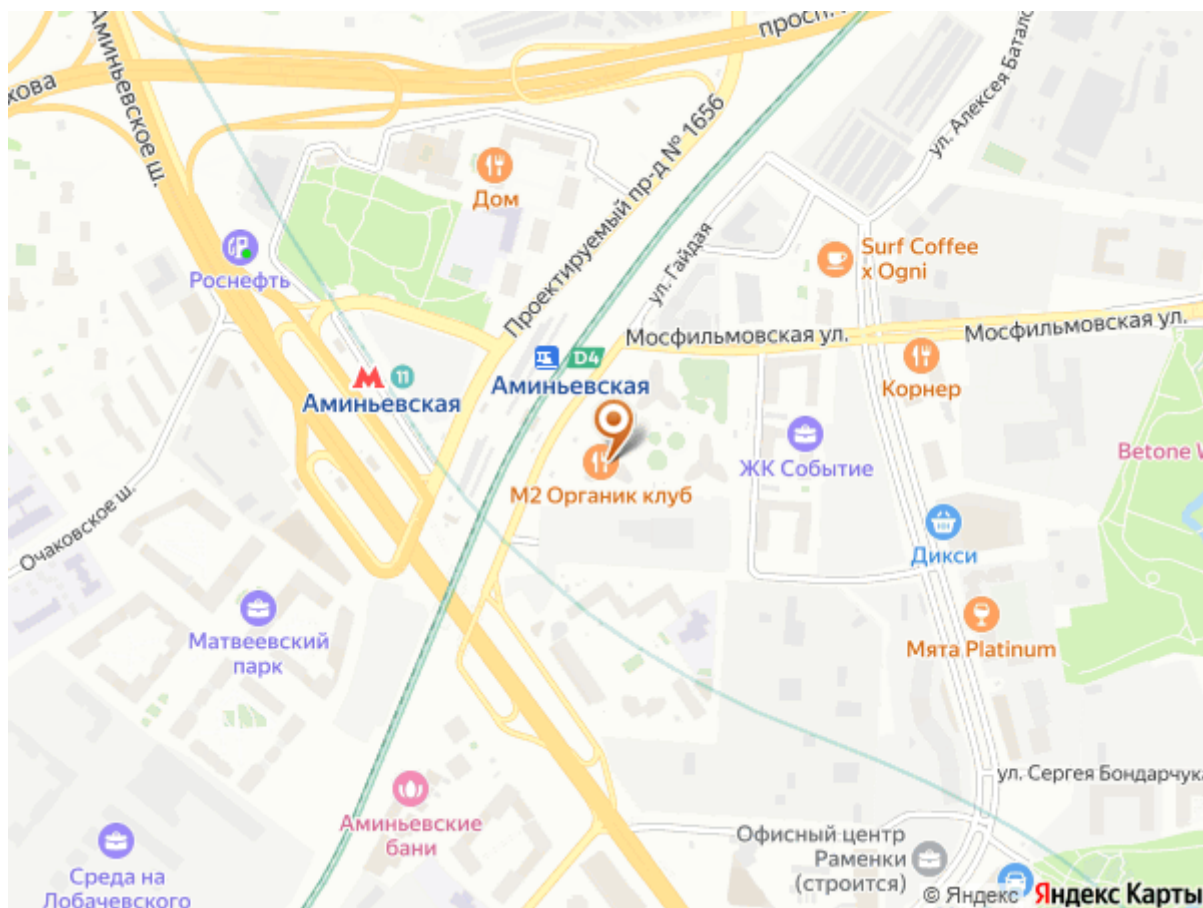 Аминьевское ш.
хова
просп.
ул. Алексея Батало
Проектируемый пр-д № 1656
Дом
Роснефть
ул. Гайдая
Surf Coffee
x Ogni
Мосфильмовская ул.
Мосфильмовская ул.
D4
Аминьевская
11
Аминьевская
Корнер
ЖК Событие
Betone W
М2 Органик клуб
Очаковское ш.
Дикси
Матвеевский
парк
Мята Platinum
ул. Сергея Бондарчука
Аминьевские
бани
Офисный центр
Раменки
(строится)
Среда на
Лобачевского
© Яндекс Яндекс Карты